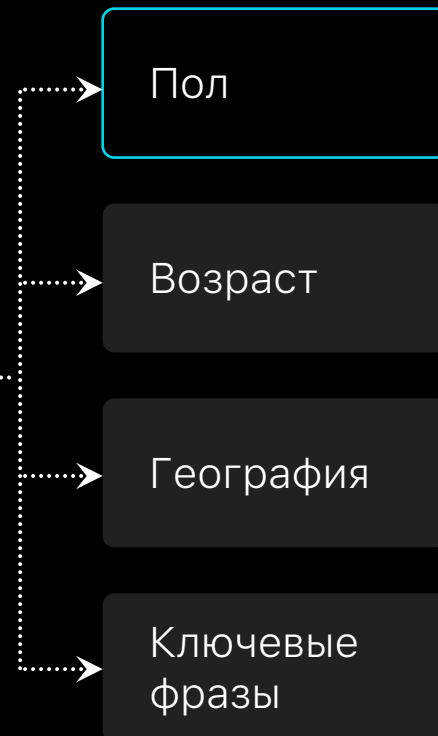 Пол
Возраст
География
Ключевые
фразы